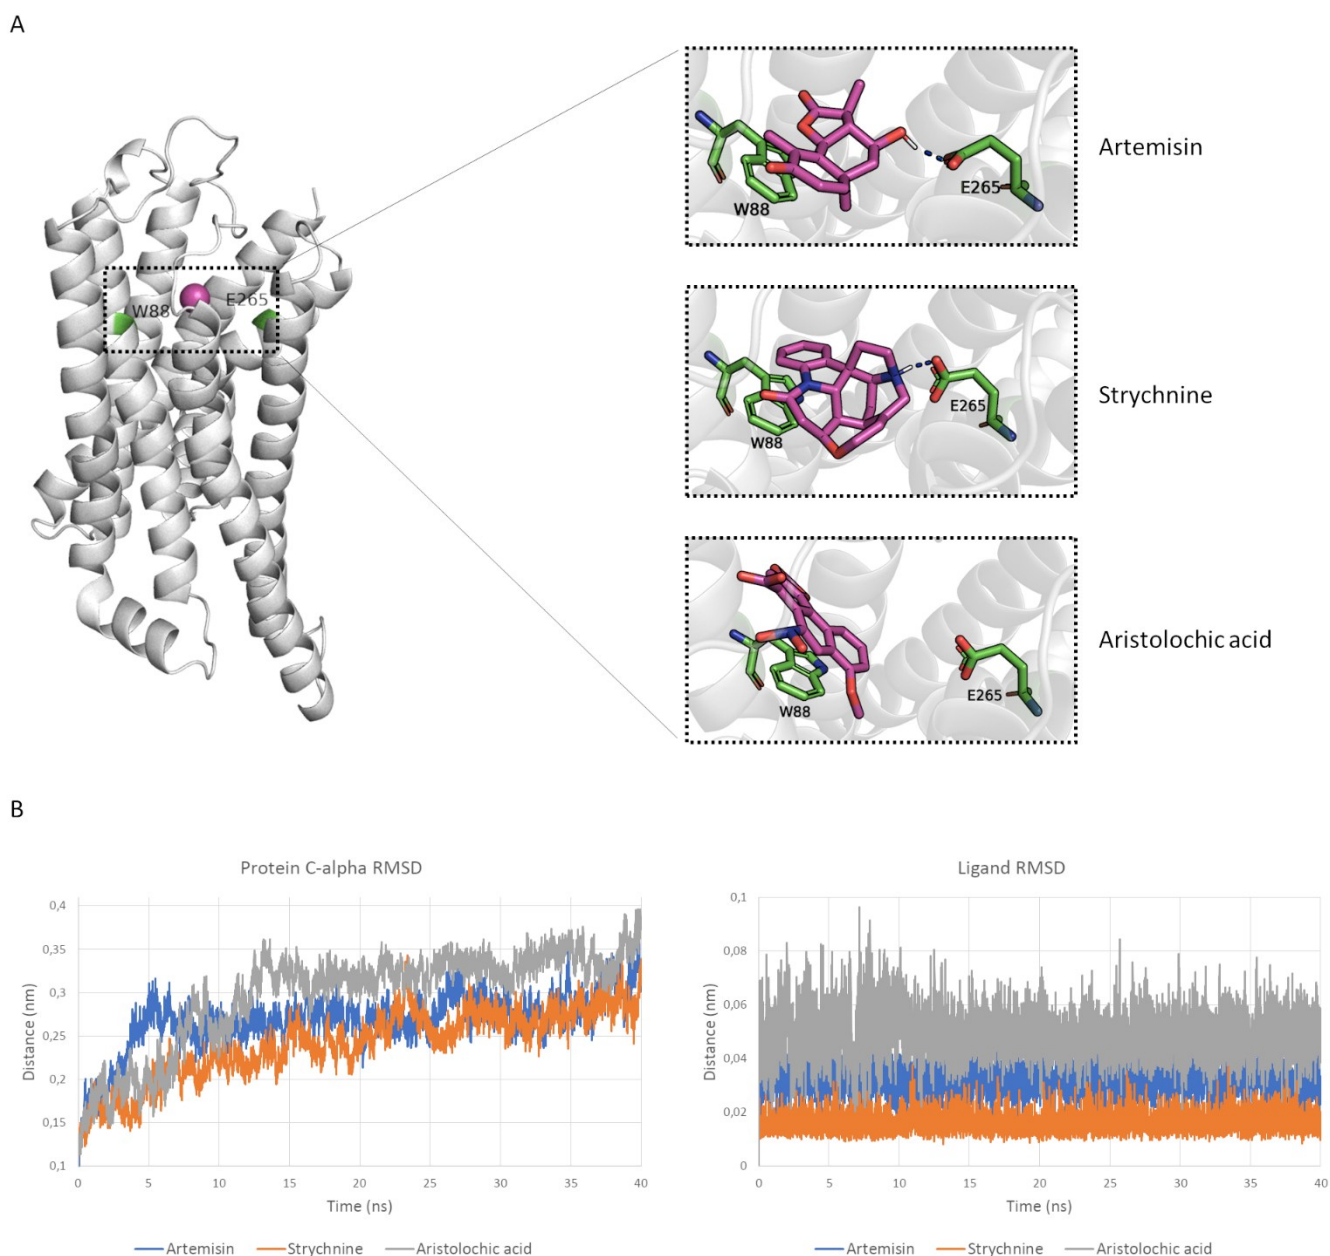 A
W88
E265
E265
W88
Artemisin
E265
W88
Strychnine
E265
W88
Aristolochic acid
B
Protein C-alpha RMSD
0,4
0,35
0,3
0,25
0,2
0,15
0,1
Distance (nm)
0 5 10 15 20 25 30 35 40
Time (ns)
Artemisin Strychnine Aristolochic acid
Ligand RMSD
0,1
0,08
0,06
0,04
0,02
0
Distance (nm)
0 5 10 15 20 25 30 35 40
Time (ns)
Artemisin Strychnine Aristolochic acid